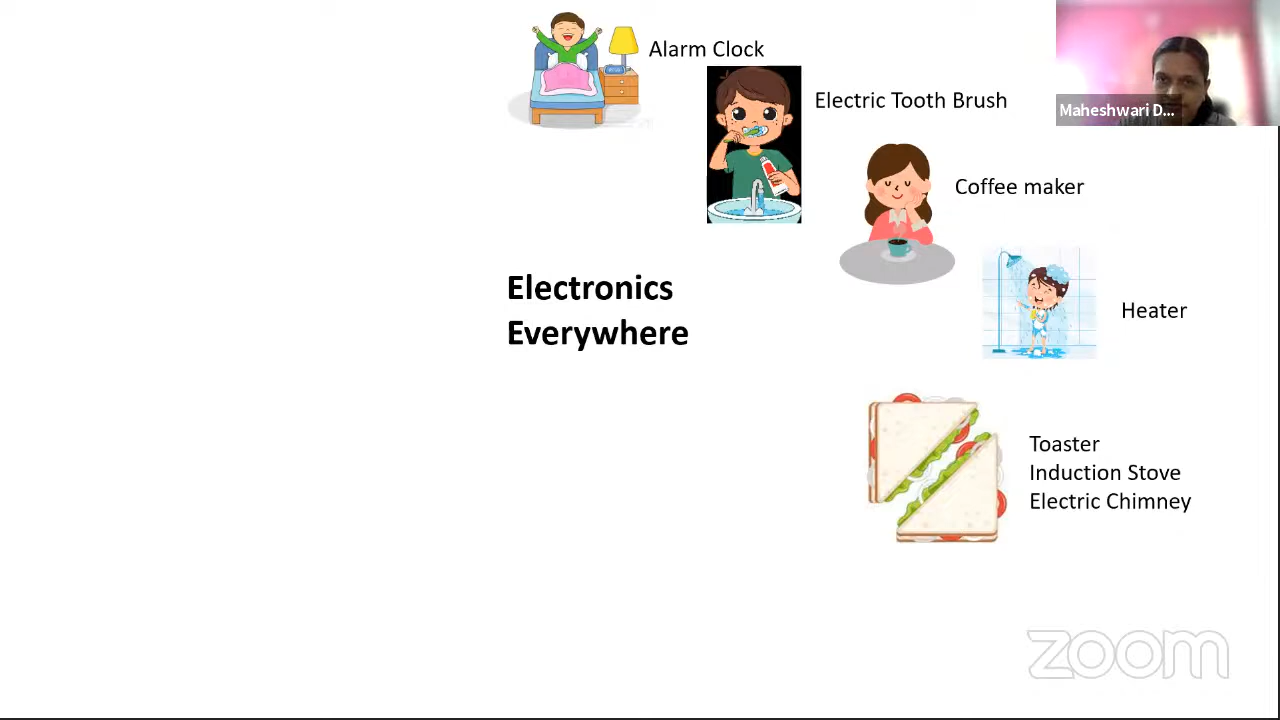 Alarm Clock
Electric Tooth Brush
Maheshwari D...
Coffee maker
Electronics
Everywhere
Heater
Toaster
Induction Stove
Electric Chimney
zoom